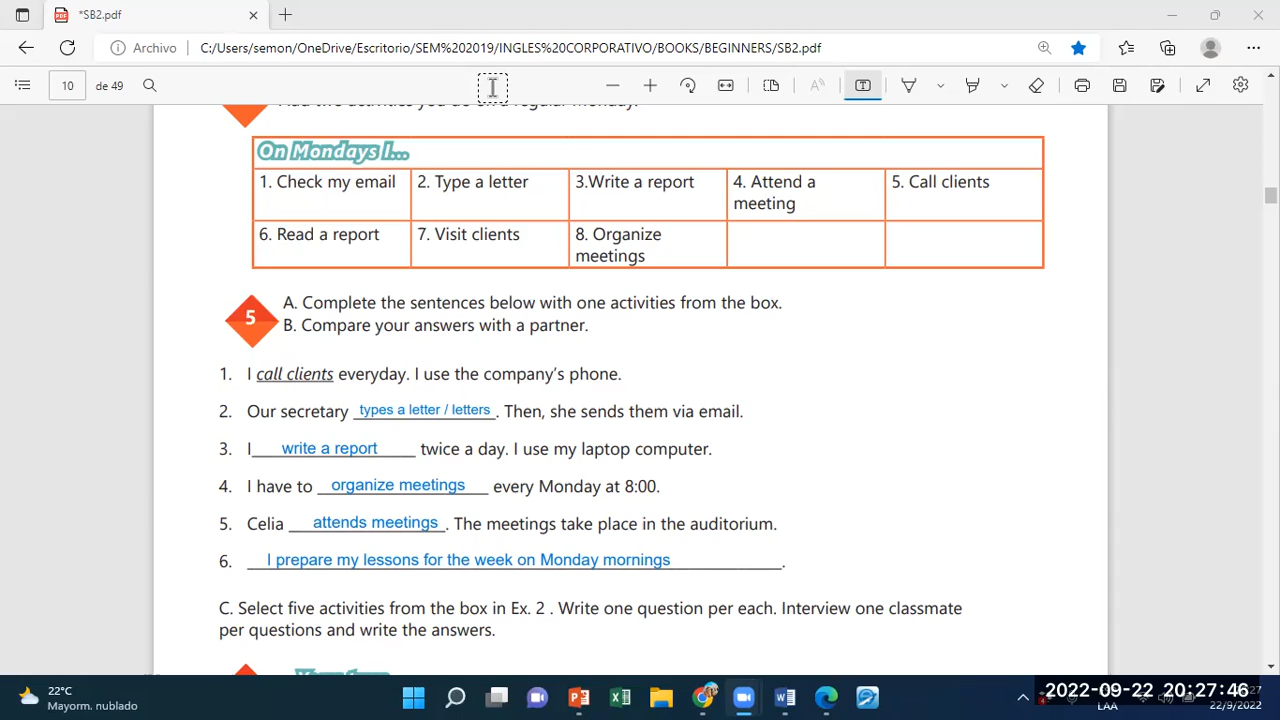 *SB2.pdf
Archivo C:/Users/semon/OneDrive/Escritorio/SEM%202019/INGLES%20CORPORATIVO/BOOKS/BEGINNERS/SB2.pdf
10 de 49
Add two activities you do on a regular Monday.
On Mondays I...
1. Check my email 2. Type a letter 3.Write a report 4. Attend a meeting 5. Call clients
6. Read a report 7. Visit clients 8. Organize meetings
5
A. Complete the sentences below with one activities from the box.
B. Compare your answers with a partner.
1. I call clients everyday. I use the company's phone.
2. Our secretary types a letter / letters. Then, she sends them via email.
3. I write a report twice a day. I use my laptop computer.
4. I have to organize meetings every Monday at 8:00.
5. Celia attends meetings. The meetings take place in the auditorium.
6. I prepare my lessons for the week on Monday mornings.
C. Select five activities from the box in Ex. 2 . Write one question per each. Interview one classmate
per questions and write the answers.
22°C
Mayorm. nublado
2022-09-22 20:27:46
LAA 22/9/2022